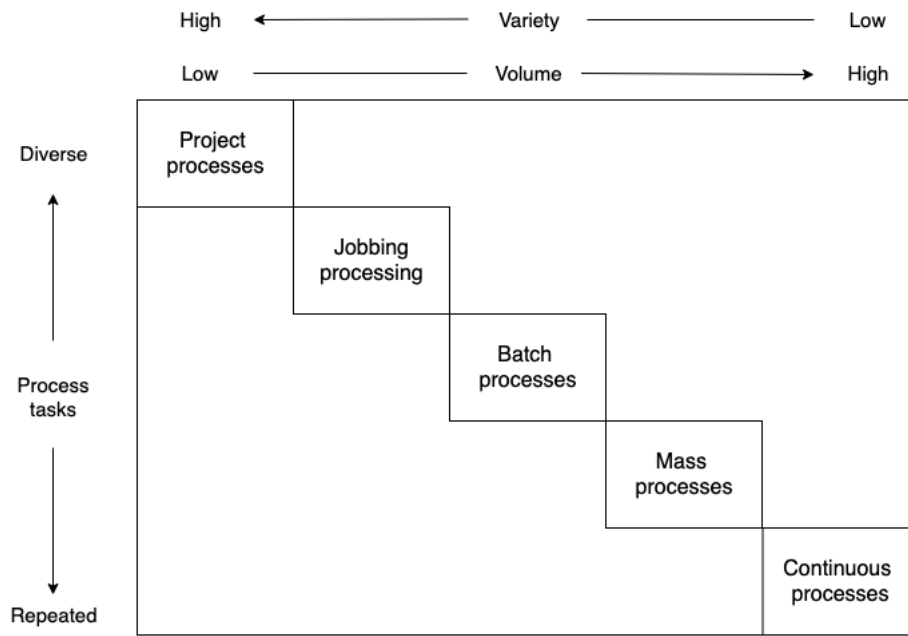 High Variety Low
Low Volume High
Diverse
Project
processes
Jobbing
processing
Batch
processes
Process
tasks
Mass
processes
Continuous
processes
Repeated